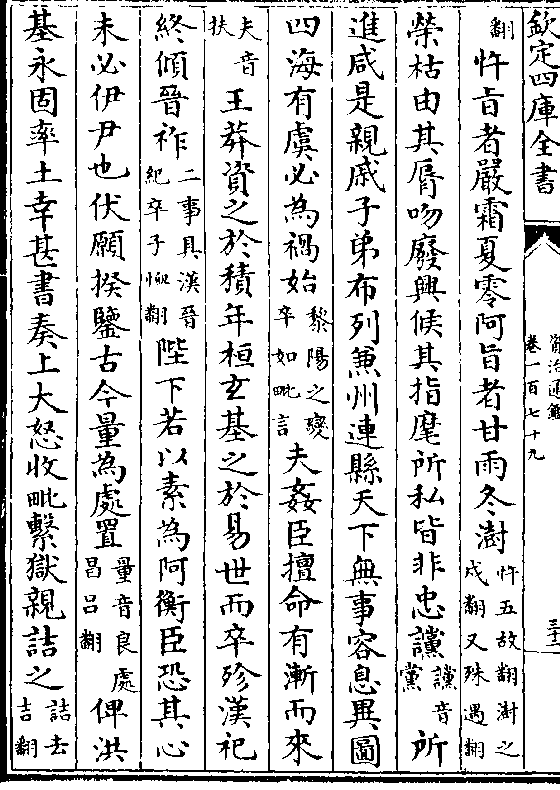 欽定四庫全書
資治通鑑
卷一百七十九
三十二
翻忤旨者嚴霜夏零阿旨者甘雨冬澍忤五故翻澍之戍翻又殊遇翻
榮枯由其脣吻廢興候其指麾所私皆非忠讜讜音黨所
進咸是親戚子弟布列兼州連縣天下無事容息異圖
四海有虞必為禍始黎陽之變卒如毗言夫姦臣擅命有漸而來
夫音扶王莽資之於積年桓玄基之於易世而卒殄漢祀
終傾晉祚二事具漢晉紀卒子恤翻陛下若以素為阿衡臣恐其心
未必伊尹也伏願揆鑒古今量為處置量音良處昌呂翻俾洪
基永固率土幸甚書奏上大怒收毗繫獄親詰之詰去吉翻